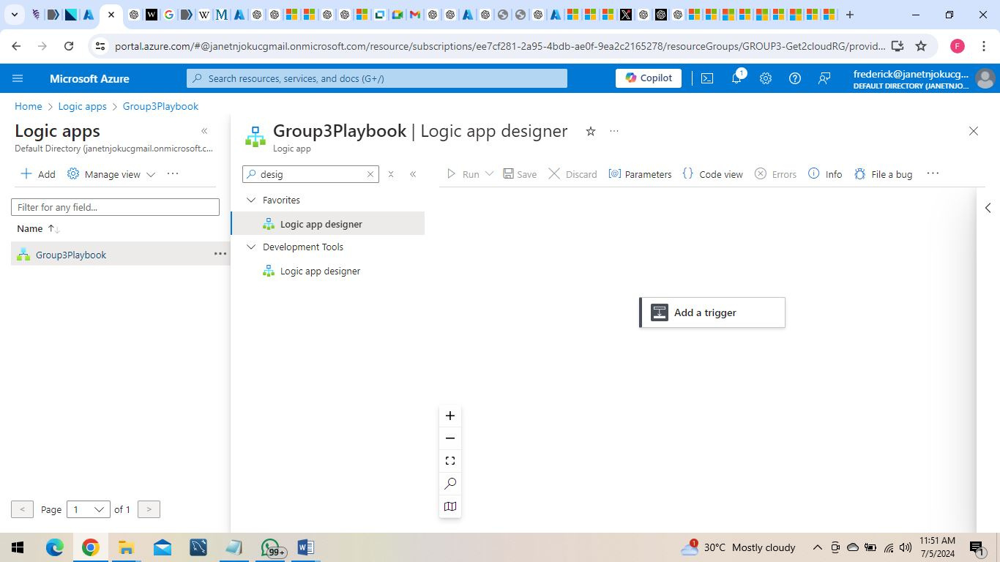 portal.azure.com/#@janetnjokucgmail.onmicrosoft.com/resource/subscriptions/ee7cf281-2a95-4bdb-ae0f-9ea2c2165278/resourceGroups/GROUP3-Get2cloudRG/provid...
F
Microsoft Azure
Search resources, services, and docs (G+/)
Copilot
1
frederick@janetnjokucg...
DEFAULT DIRECTORY (JANETNJO...
Home > Logic apps > Group3Playbook
Logic apps
Default Directory (janetnjokucgmail.onmicrosoft.c...
Add
Manage view
Filter for any field...
Name
Group3Playbook
Page 1 of 1
Group3Playbook | Logic app designer
Logic app
desig
Favorites
Logic app designer
Development Tools
Logic app designer
Run
Save
Discard
Parameters
Code view
Errors
Info
File a bug
Add a trigger
99+
1
30°C Mostly cloudy
11:51 AM
7/5/2024
1